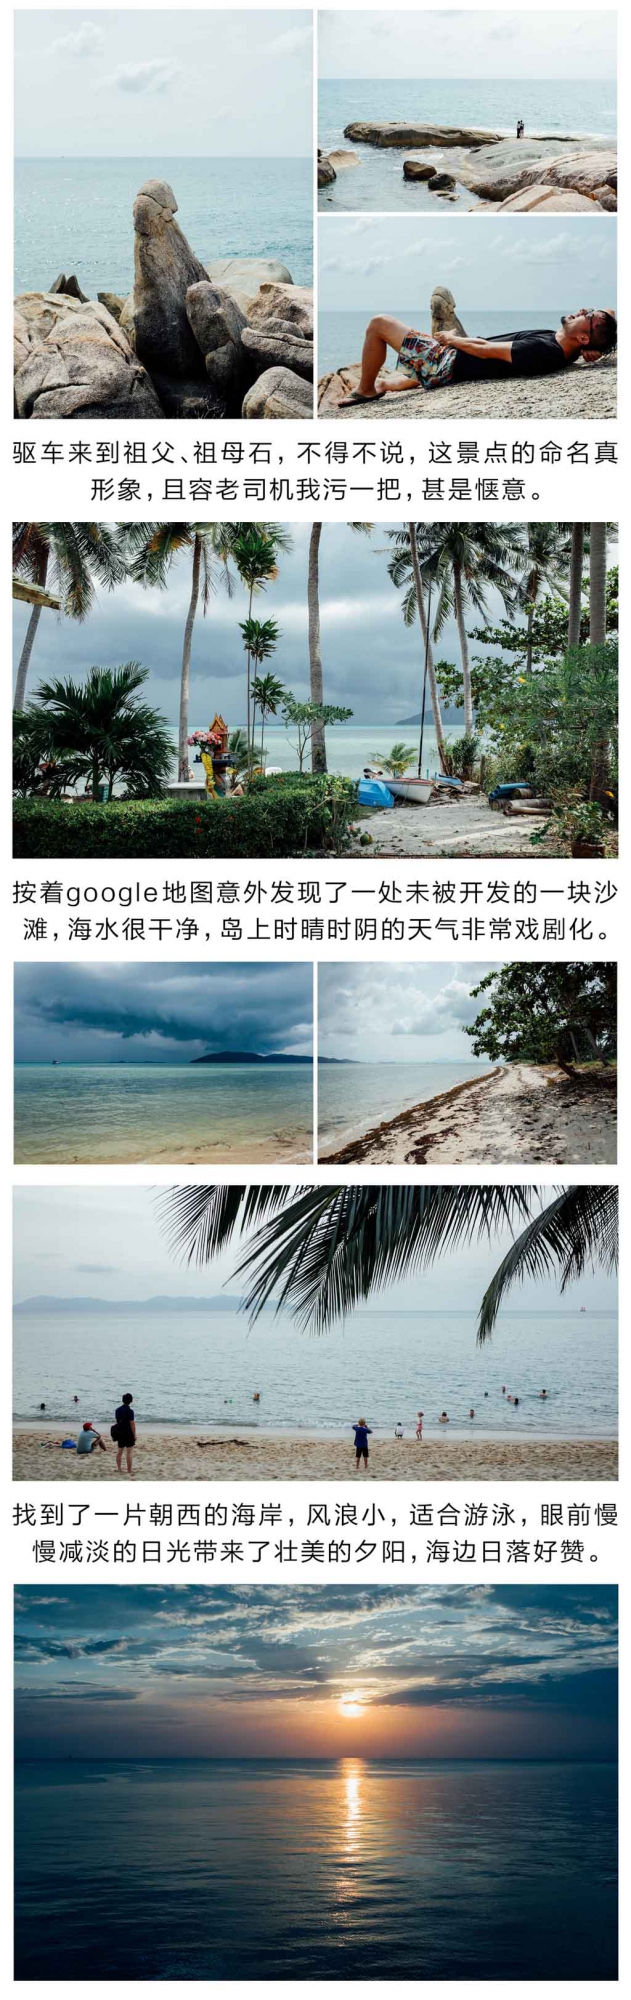 驱车来到祖父、祖母石，不得不说，这景点的命名真
形象，且容老司机我污一把，甚是惬意。
按着google地图意外发现了一处未被开发的一块沙
滩，海水很干净，岛上时晴时阴的天气非常戏剧化。
找到了一片朝西的海岸，风浪小，适合游泳，眼前慢
慢减淡的日光带来了壮美的夕阳，海边日落好赞。